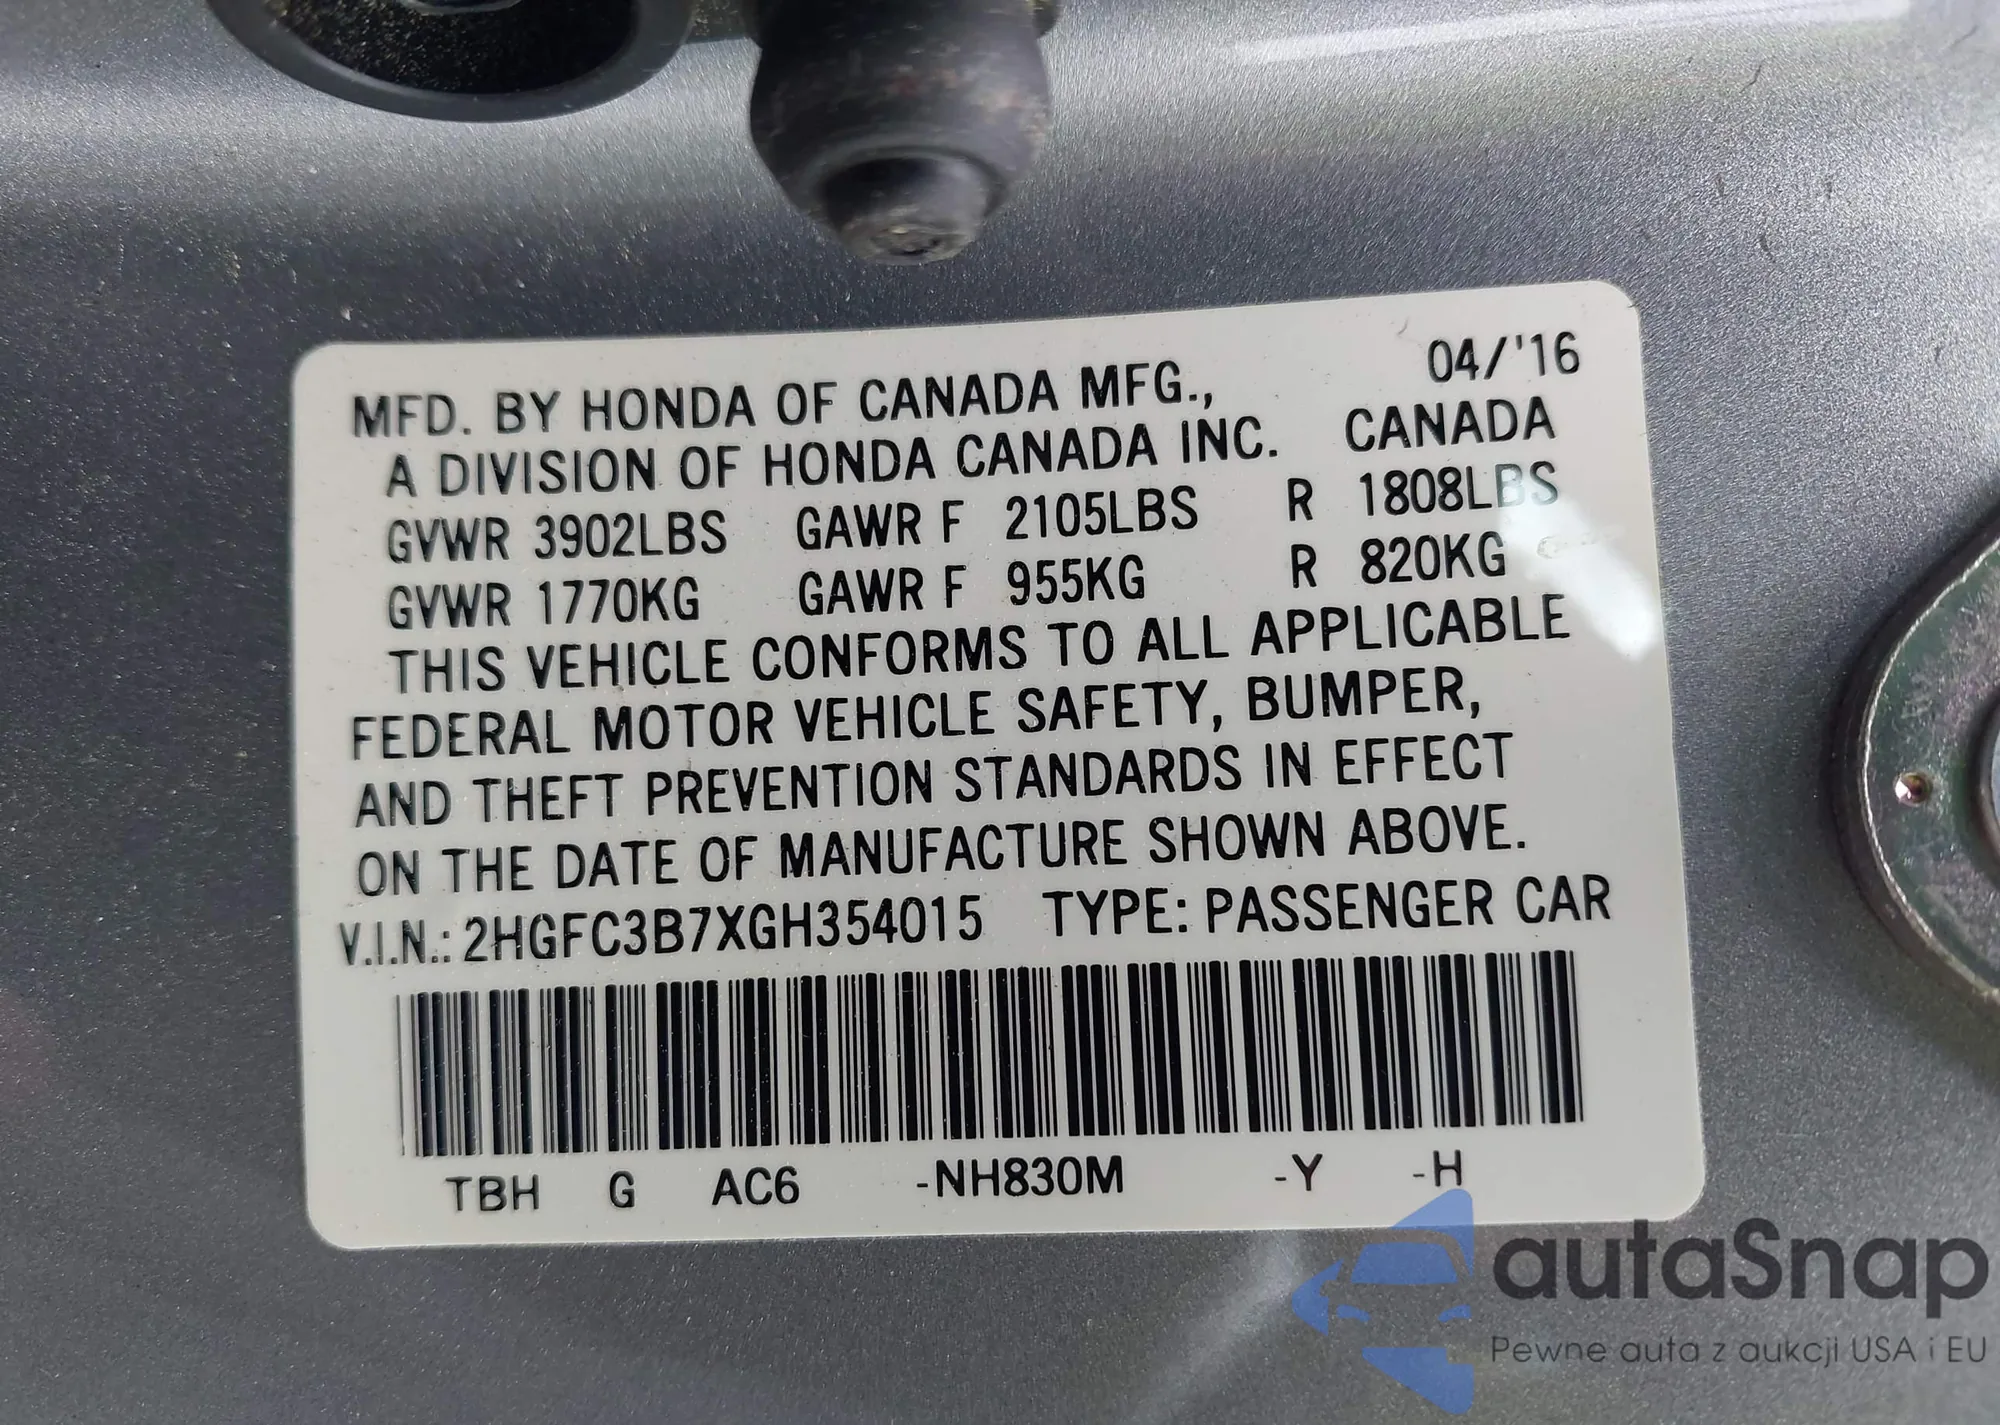 04/'16
MFD. BY HONDA OF CANADA MFG.,
A DIVISION OF HONDA CANADA INC. CANADA
GVWR 3902LBS GAWR F 2105LBS R 1808LBS
GVWR 1770KG GAWR F 955KG R 820KG
THIS VEHICLE CONFORMS TO ALL APPLICABLE
FEDERAL MOTOR VEHICLE SAFETY, BUMPER,
AND THEFT PREVENTION STANDARDS IN EFFECT
ON THE DATE OF MANUFACTURE SHOWN ABOVE.
V.I.N.: 2HGFC3B7XGH354015 TYPE: PASSENGER CAR
TBH G AC6 -NH830M -Y -H
autaSnap
Pewne auta z aukcji USA i EU